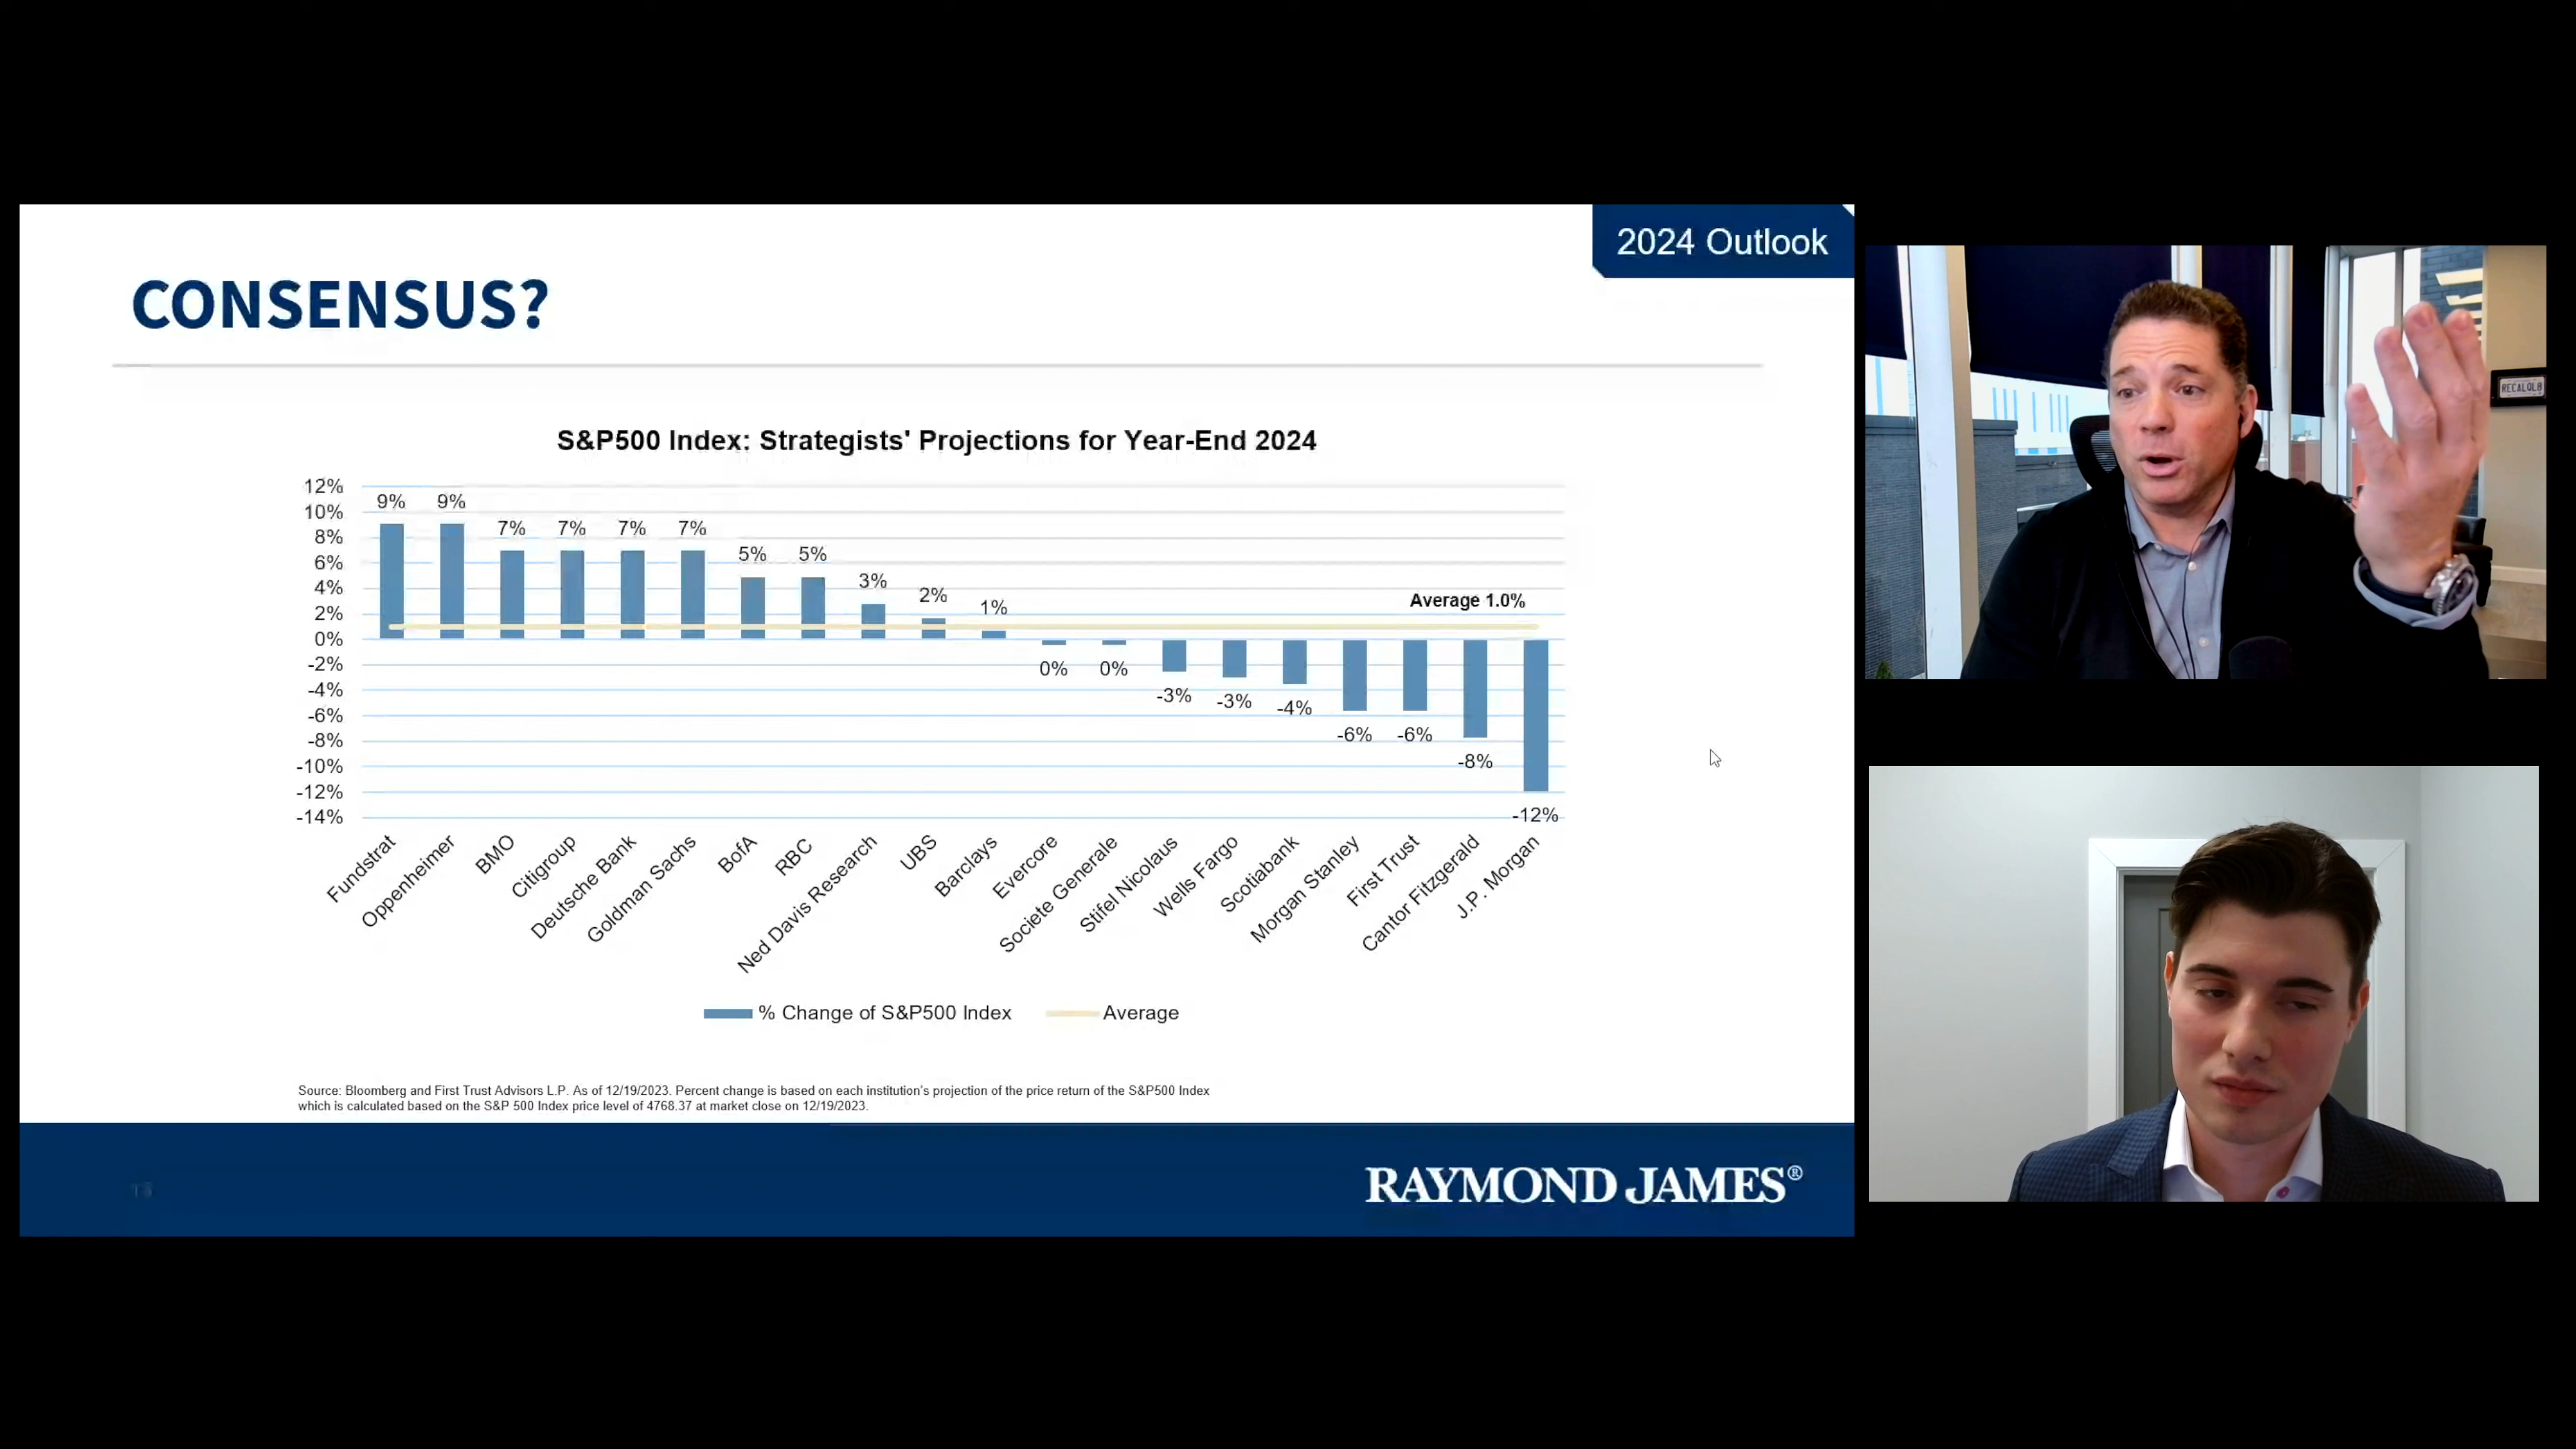 2024 Outlook
CONSENSUS?
S&P500 Index: Strategists' Projections for Year-End 2024
12%
10%
8%
6%
4%
2%
0%
-2%
-4%
-6%
-8%
-10%
-12%
-14%
9% 9% 7% 7% 7% 7% 5% 5% 3% 2% 1% 0% 0% -3% -3% -4% -6% -6% -8% -12%
Average 1.0%
Fundstrat
Oppenheimer
BMO
Citigroup
Deutsche Bank
Goldman Sachs
BofA
RBC
Ned Davis Research
UBS
Barclays
Evercore
Societe Generale
Stifel Nicolaus
Wells Fargo
Scotiabank
Morgan Stanley
First Trust
Cantor Fitzgerald
J.P. Morgan
% Change of S&P500 Index Average
Source: Bloomberg and First Trust Advisors L.P. As of 12/19/2023. Percent change is based on each institution's projection of the price return of the S&P500 Index
which is calculated based on the S&P 500 Index price level of 4768.37 at market close on 12/19/2023.
RAYMOND JAMES®